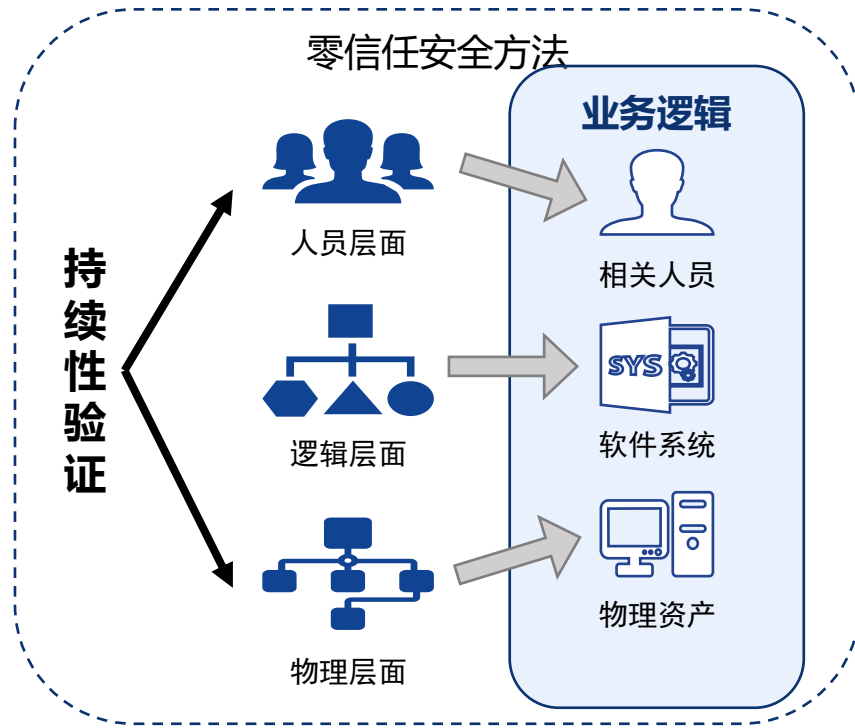 零信任安全方法
业务逻辑
持续性验证
人员层面
相关人员
逻辑层面
SYS
软件系统
物理层面
物理资产